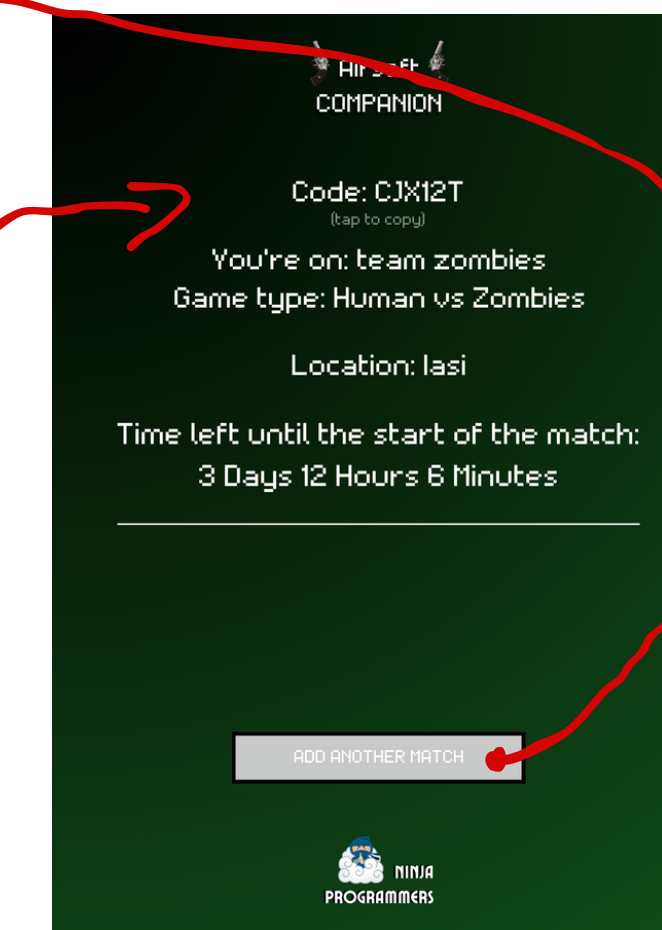 Airsoft
COMPANION
Code: CJX12T
(tap to copy)
You're on: team zombies
Game type: Human vs Zombies
Location: Iasi
Time left until the start of the match:
3 Days 12 Hours 6 Minutes
ADD ANOTHER MATCH
NINJA
PROGRAMMERS